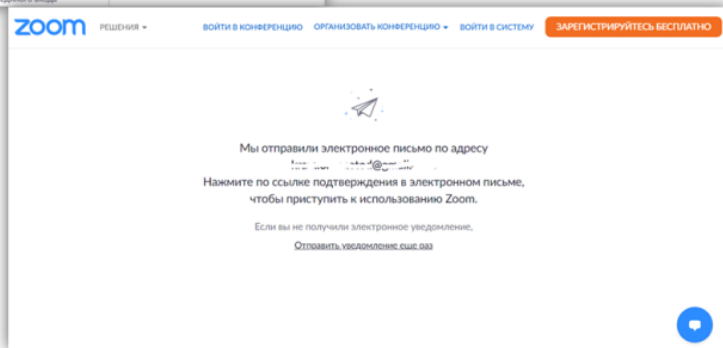 zoom
РЕШЕНИЯ
ВОЙТИ В КОНФЕРЕНЦИЮ
ОРГАНИЗОВАТЬ КОНФЕРЕНЦИЮ
ВОЙТИ В СИСТЕМУ
ЗАРЕГИСТРИРУЙТЕСЬ БЕСПЛАТНО
Мы отправили электронное письмо по адресу
Нажмите по ссылке подтверждения в электронном письме,
чтобы приступить к использованию Zoom.
Если вы не получили электронное уведомление,
Отправить уведомление еще раз